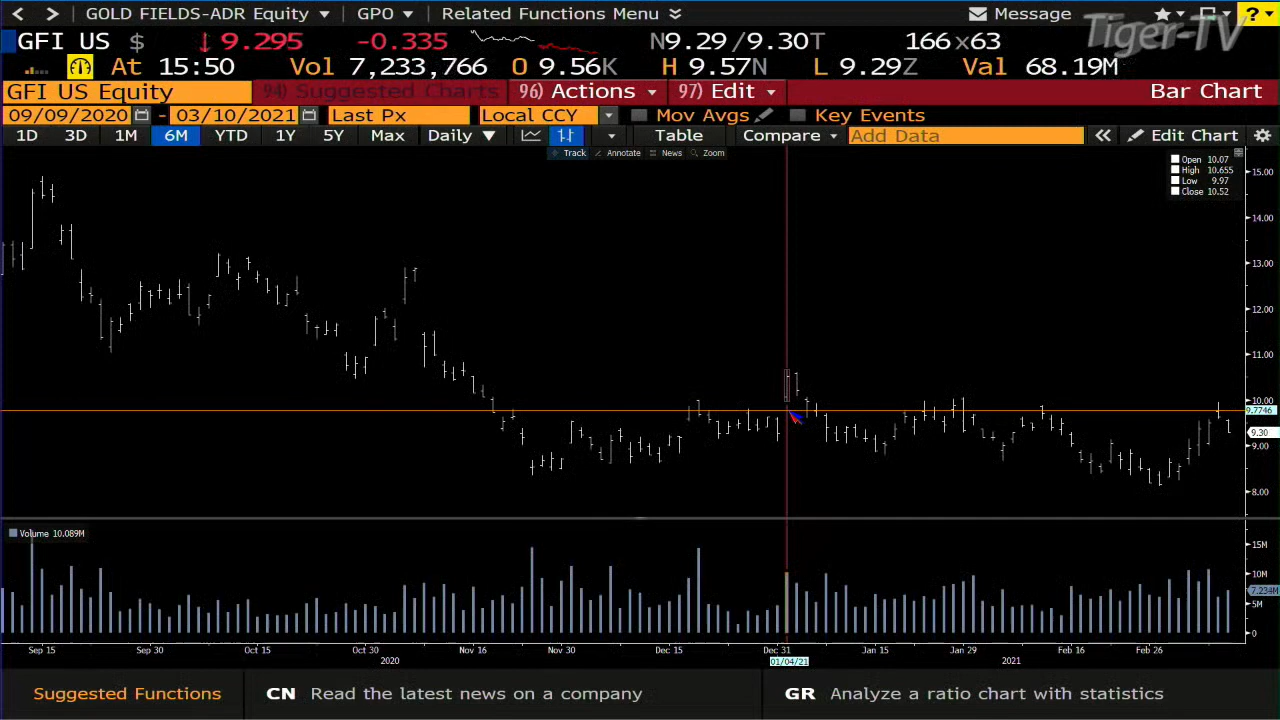 GOLD FIELDS-ADR Equity GPO Related Functions Menu Message ?
Tiger-TV
GFI US $ 9.295 -0.335 N9.29 / 9.30T 166 x 63
At 15:50 Vol 7,233,766 O 9.56K H 9.57N L 9.29Z Val 68.19M
GFI US Equity 94) Suggested Charts 96) Actions 97) Edit Bar Chart
09/09/2020 - 03/10/2021 Last Px Local CCY Mov Avgs Key Events
1D 3D 1M 6M YTD 1Y 5Y Max Daily Table Compare Add Data Edit Chart
Track Annotate News Zoom
Open 10.07
High 10.655
Low 9.97
Close 10.52
15.00
14.00
13.00
12.00
11.00
10.00
9.7746
9.30
9.00
8.00
Volume 10.089M
15M
10M
7.234M
5M
0
Sep 15 Sep 30 Oct 15 Oct 30 Nov 16 Nov 30 Dec 15 Dec 31 Jan 15 Jan 29 Feb 16 Feb 26
2020 01/04/21 2021
Suggested Functions CN Read the latest news on a company GR Analyze a ratio chart with statistics